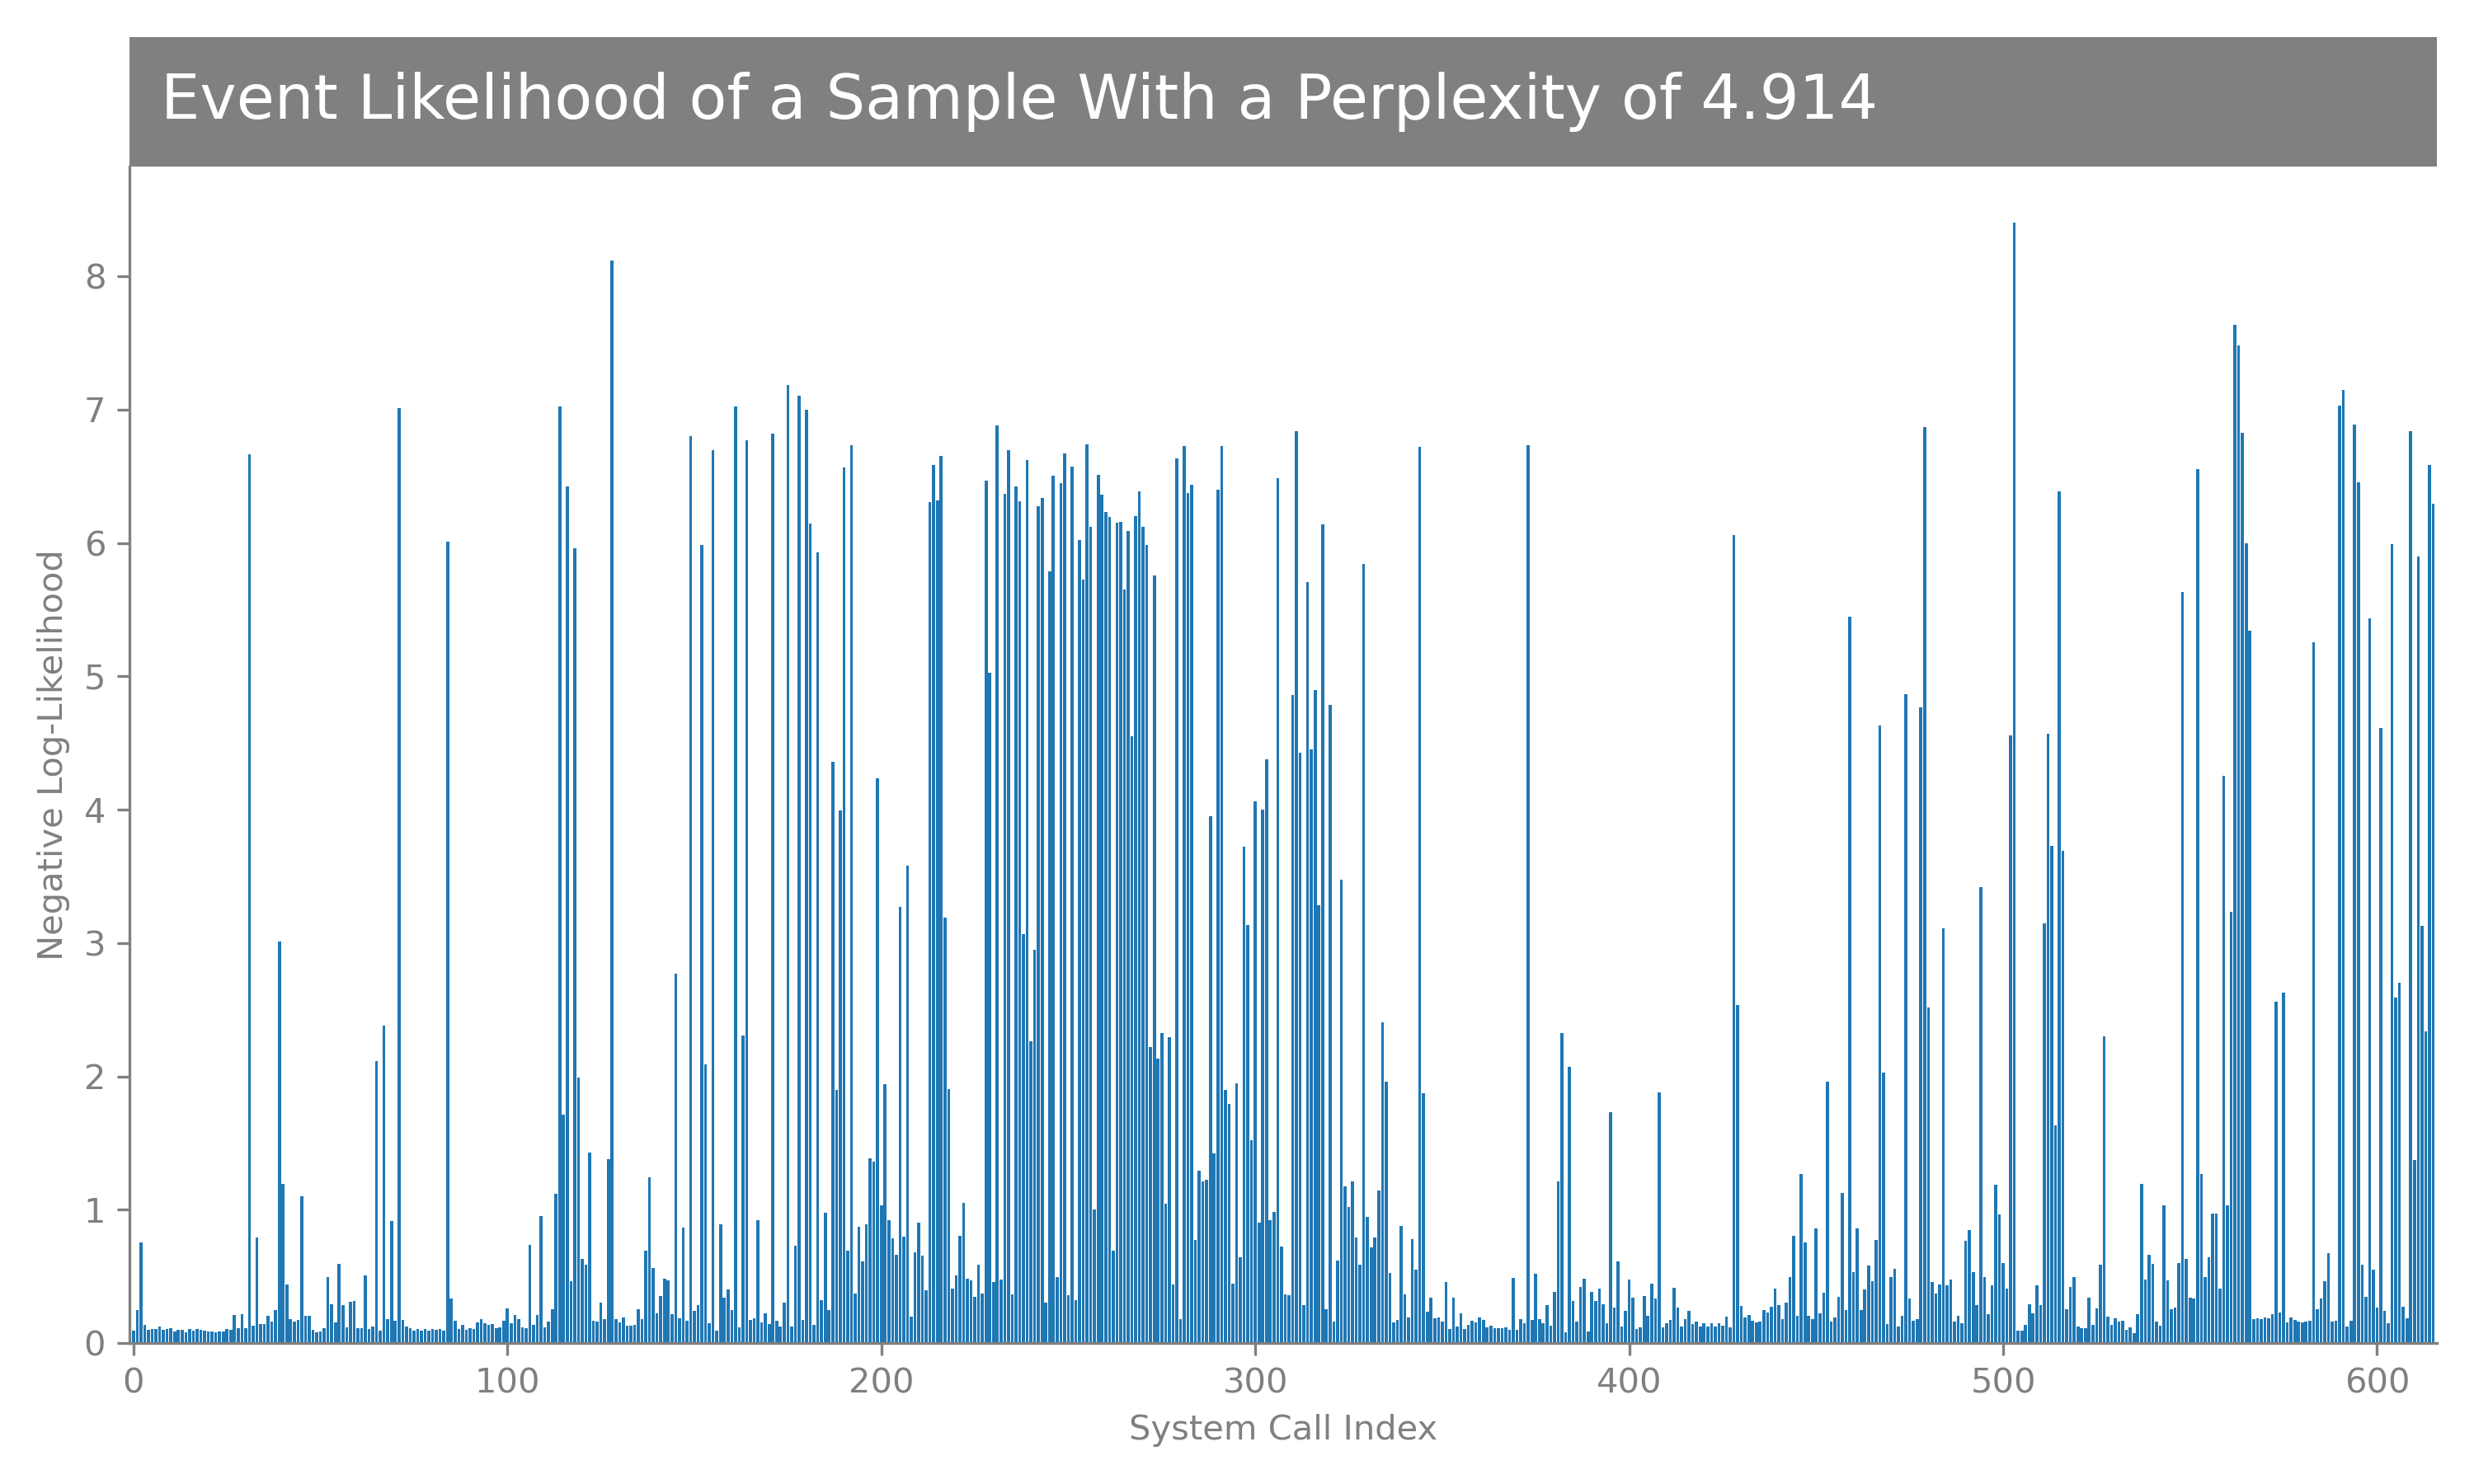 Event Likelihood of a Sample With a Perplexity of 4.914
8
7
6
5
4
3
2
1
0
Negative Log-Likelihood
0 100 200 300 400 500 600
System Call Index